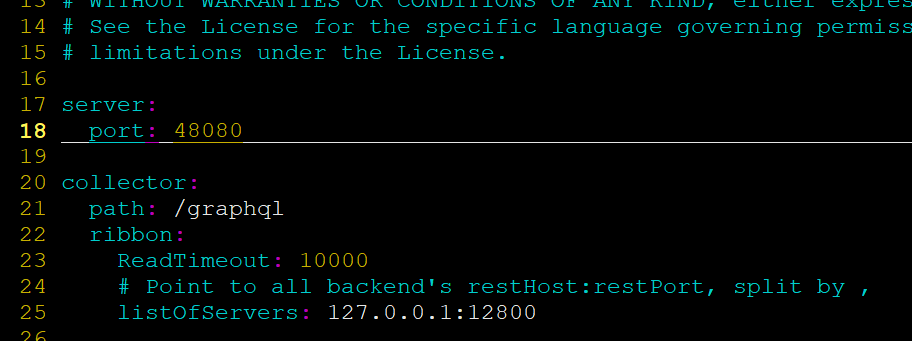 13 # WITHOUT WARRANTIES OR CONDITIONS OF ANY KIND, either expres
14 # See the License for the specific language governing permiss
15 # limitations under the License.
16
17 server:
18   port: 48080
19
20 collector:
21   path: /graphql
22   ribbon:
23     ReadTimeout: 10000
24     # Point to all backend's restHost:restPort, split by ,
25     listOfServers: 127.0.0.1:12800
26